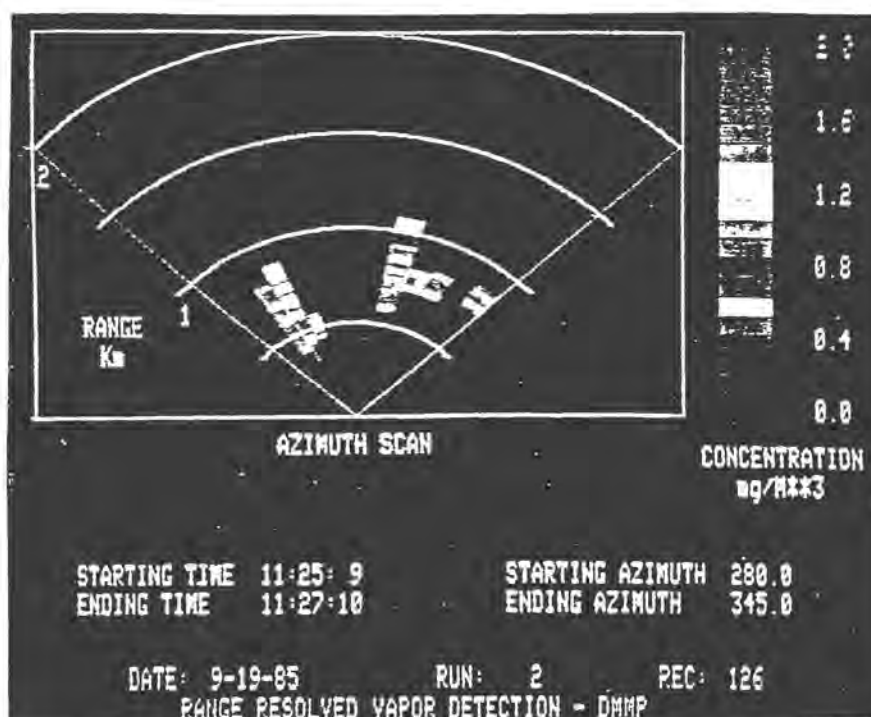 2
1
RANGE
Km
AZIMUTH SCAN
1.6
1.2
0.8
0.4
0.0
CONCENTRATION
mg/M**3
STARTING TIME 11:25: 9
ENDING TIME 11:27:10
STARTING AZIMUTH 280.0
ENDING AZIMUTH 345.0
DATE: 9-19-85 RUN: 2 REC: 126
RANGE RESOLVED VAPOR DETECTION - DMMP